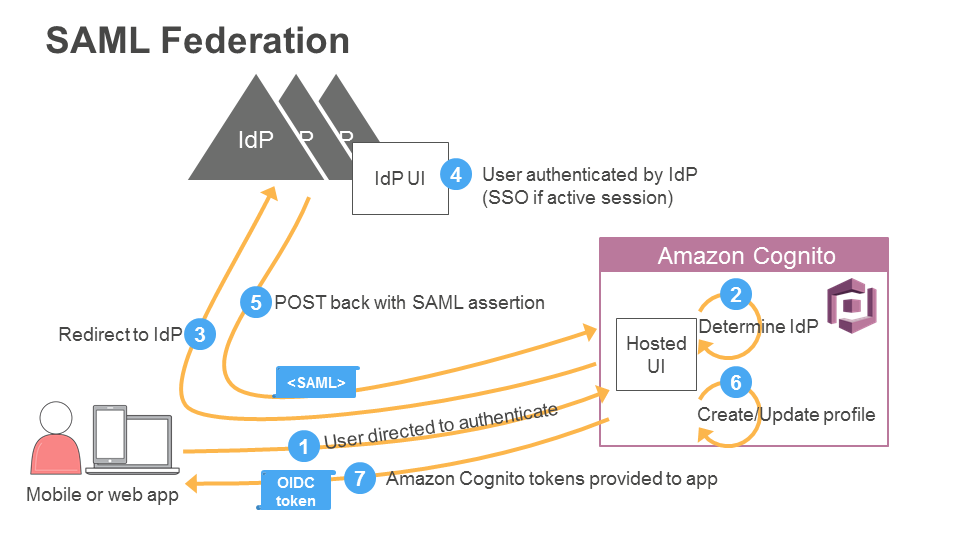 SAML Federation
IdP
P
P
IdP UI
4
User authenticated by IdP
(SSO if active session)
Amazon Cognito
2
Determine IdP
5
POST back with SAML assertion
Redirect to IdP
3
Hosted
UI
<SAML>
6
Create/Update profile
1
User directed to authenticate
7
Amazon Cognito tokens provided to app
OIDC
token
Mobile or web app